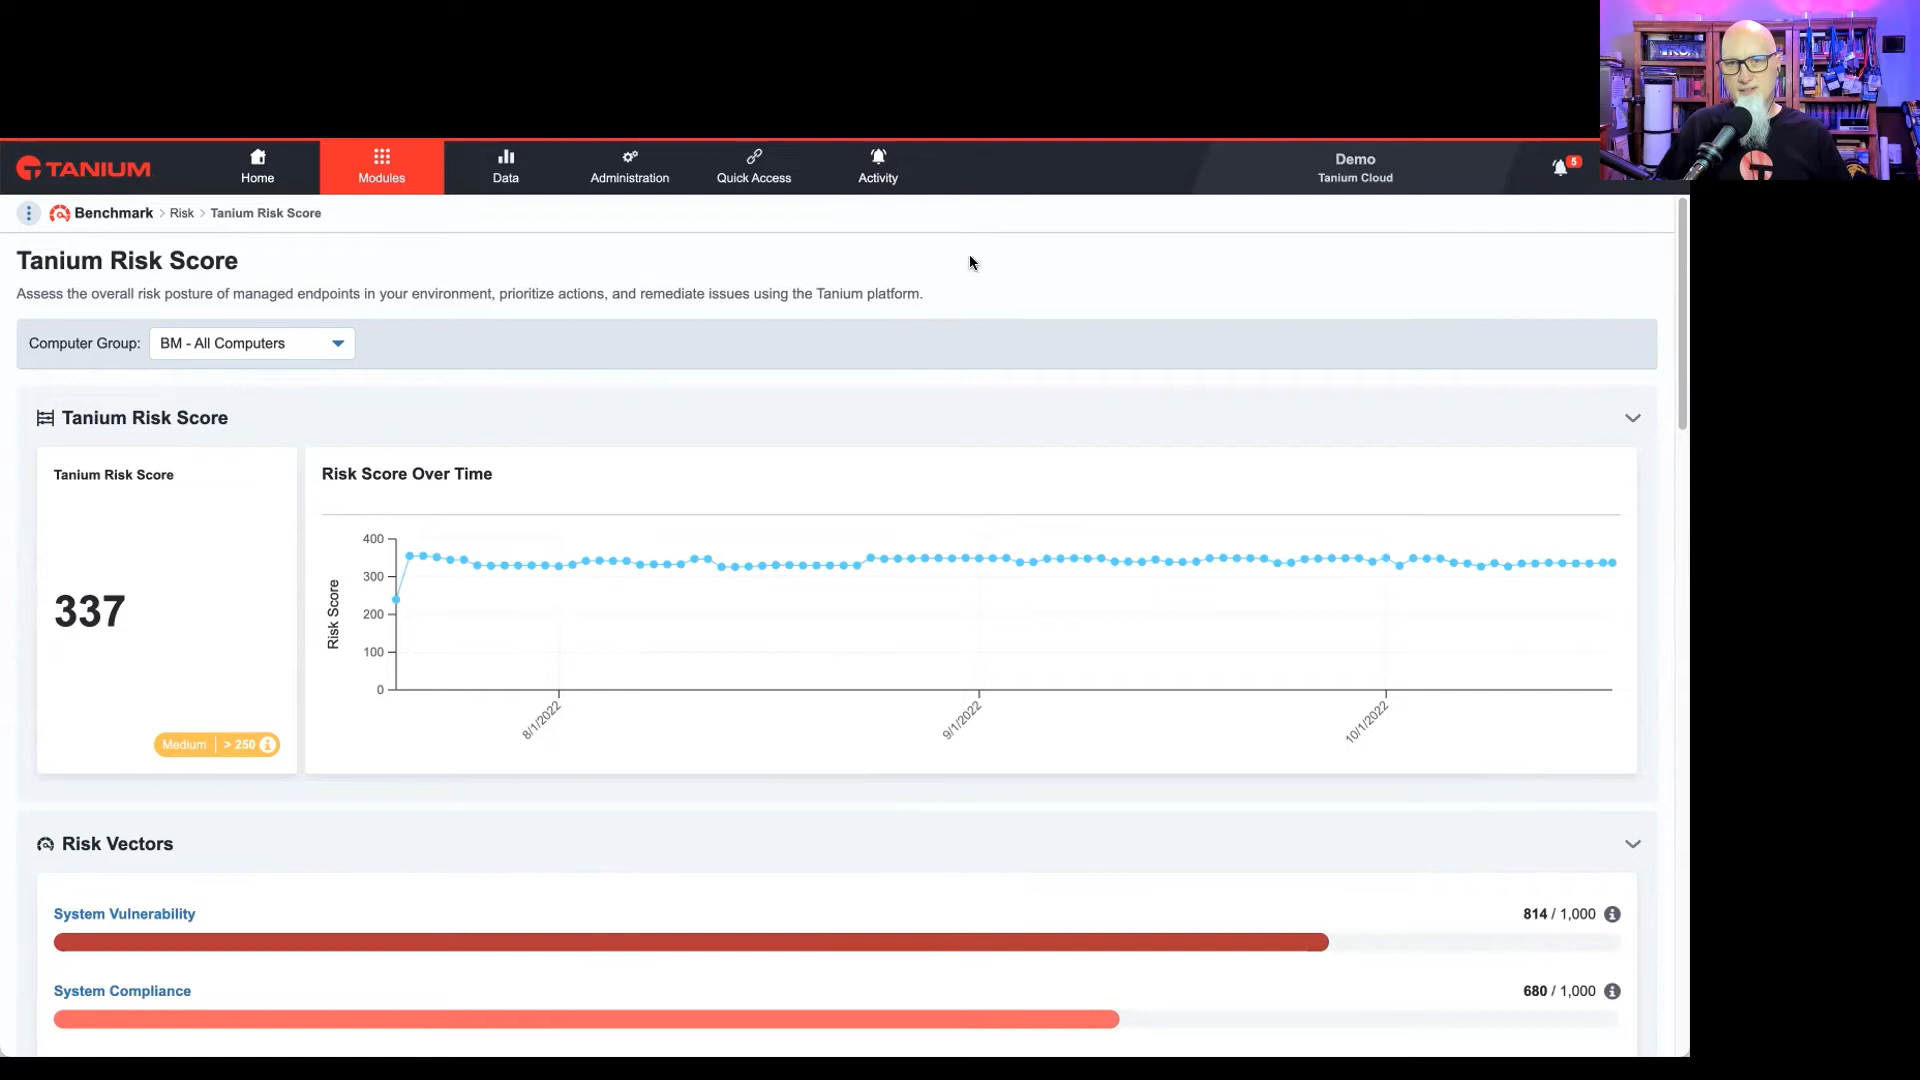 TRON
TANIUM
Home
Modules
Data
Administration
Quick Access
Activity
Demo
Tanium Cloud
5
Benchmark > Risk > Tanium Risk Score
Tanium Risk Score
Assess the overall risk posture of managed endpoints in your environment, prioritize actions, and remediate issues using the Tanium platform.
Computer Group: BM - All Computers
Tanium Risk Score
Tanium Risk Score
337
Medium | > 250
Risk Score Over Time
Risk Score
400
300
200
100
0
8/1/2022
9/1/2022
10/1/2022
Risk Vectors
System Vulnerability
814 / 1,000
System Compliance
680 / 1,000